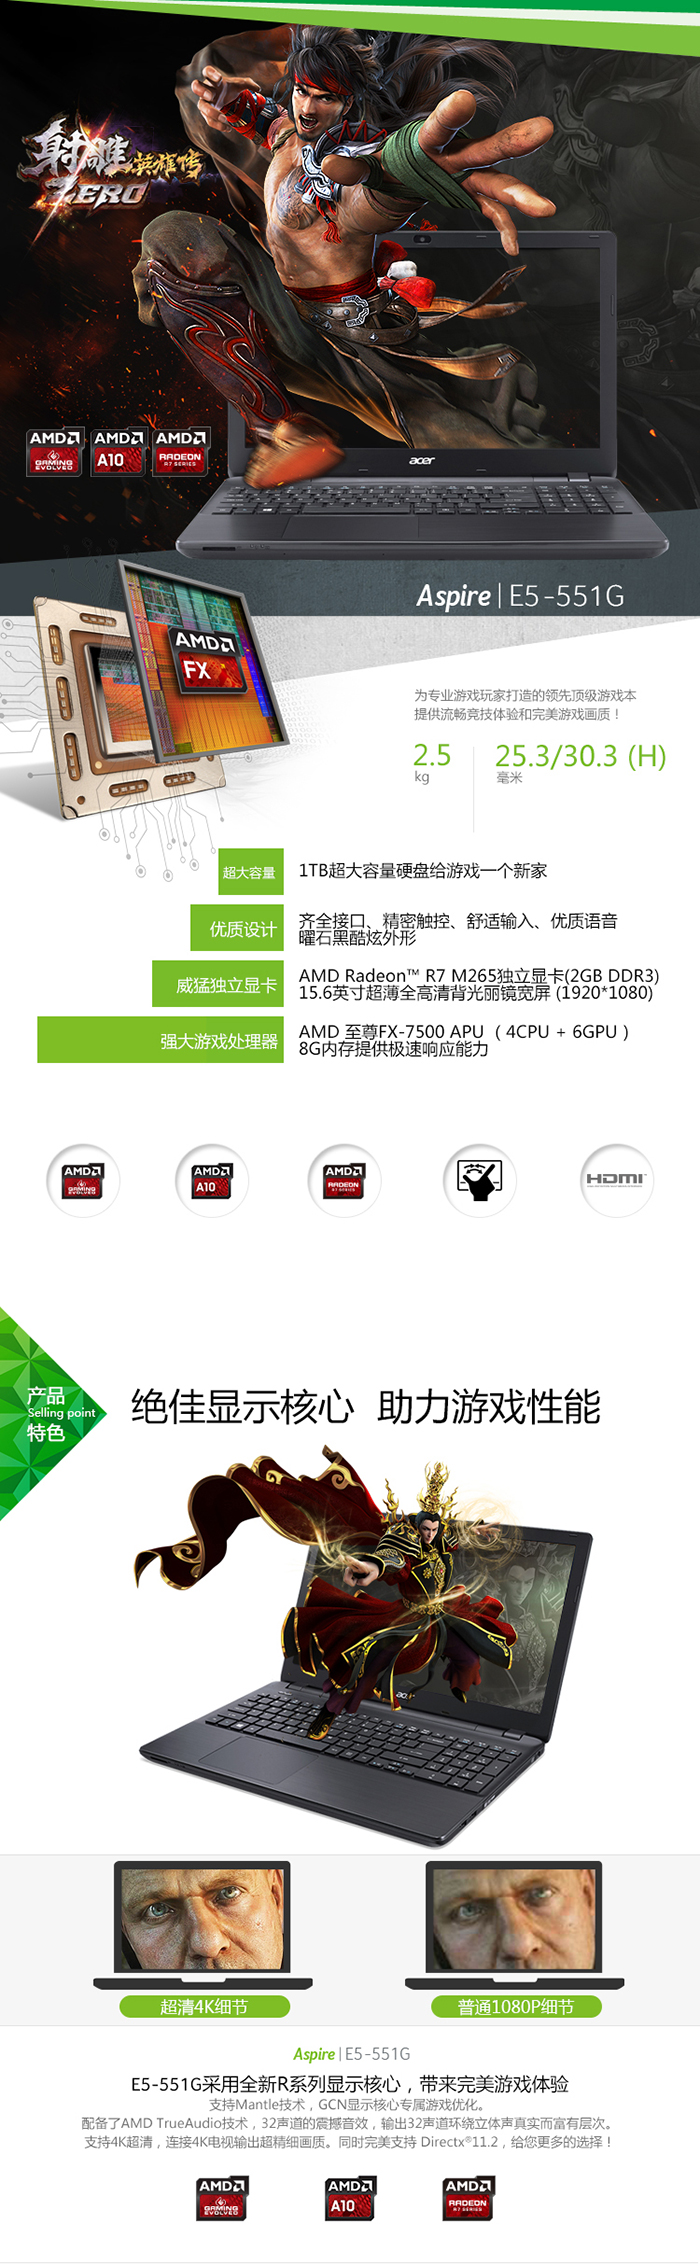 射雕英雄传
ZERO
AMD
GAMING
EVOLVED
AMD
A10
AMD
RADEON
R7 SERIES
acer
Aspire | E5-551G
AMD
FX
为专业游戏玩家打造的领先顶级游戏本
提供流畅竞技体验和完美游戏画质！
2.5
kg
25.3/30.3 (H)
毫米
超大容量
1TB超大容量硬盘给游戏一个新家
优质设计
齐全接口、精密触控、舒适输入、优质语音
曜石黑酷炫外形
威猛独立显卡
AMD Radeon™ R7 M265独立显卡(2GB DDR3)
15.6英寸超薄全高清背光丽镜宽屏 (1920*1080)
强大游戏处理器
AMD 至尊FX-7500 APU （ 4CPU + 6GPU ）
8G内存提供极速响应能力
AMD
GAMING
EVOLVED
AMD
A10
AMD
RADEON
R7 SERIES
HDMI
产品
Selling point
特色
绝佳显示核心 助力游戏性能
acer
超清4K细节
普通1080P细节
Aspire | E5-551G
E5-551G采用全新R系列显示核心，带来完美游戏体验
支持Mantle技术，GCN显示核心专属游戏优化。
配备了AMD TrueAudio技术，32声道的震撼音效，输出32声道环绕立体声真实而富有层次。
支持4K超清，连接4K电视输出超精细画质。同时完美支持 Directx®11.2，给您更多的选择！
AMD
GAMING
EVOLVED
AMD
A10
AMD
RADEON
R7 SERIES